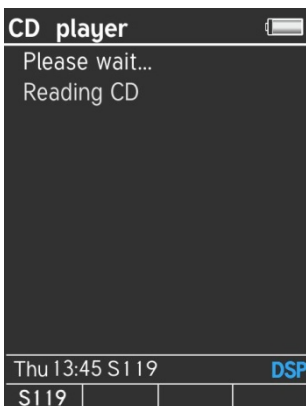 CD player
Please wait...
Reading CD
Thu 13:45 S119 DSP
S119